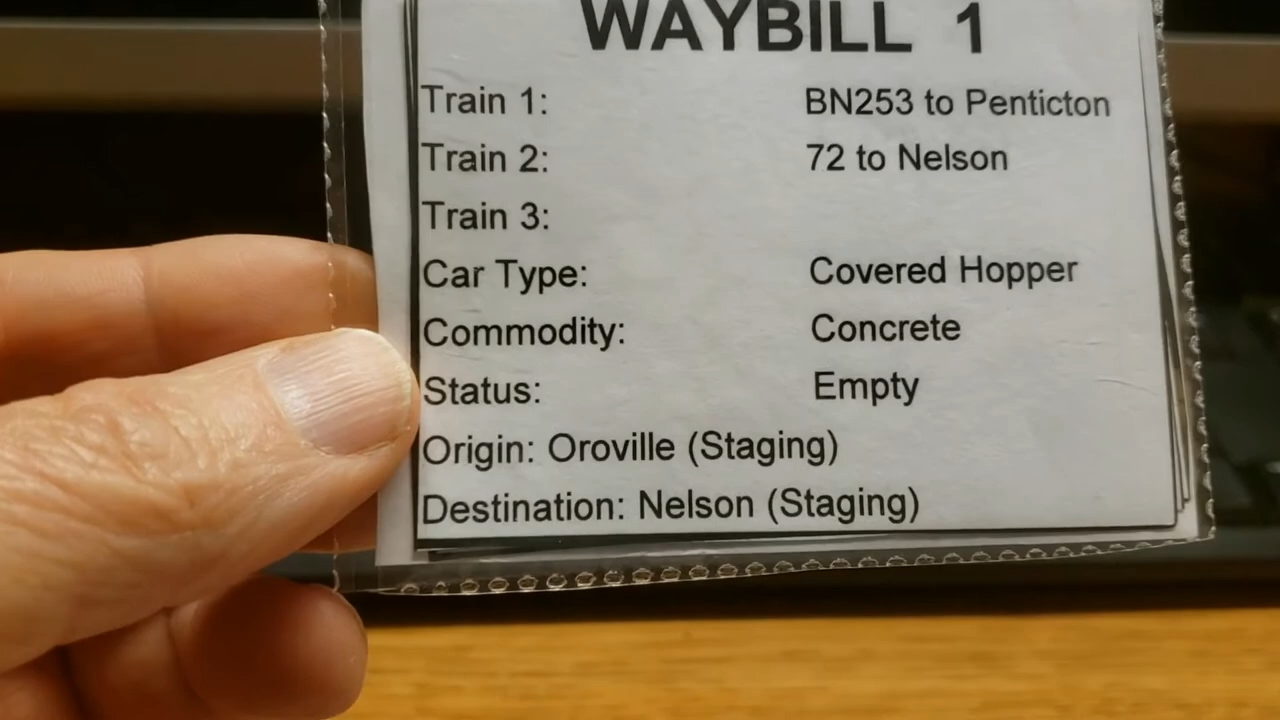 WAYBILL 1
Train 1: BN253 to Penticton
Train 2: 72 to Nelson
Train 3:
Car Type: Covered Hopper
Commodity: Concrete
Status: Empty
Origin: Oroville (Staging)
Destination: Nelson (Staging)